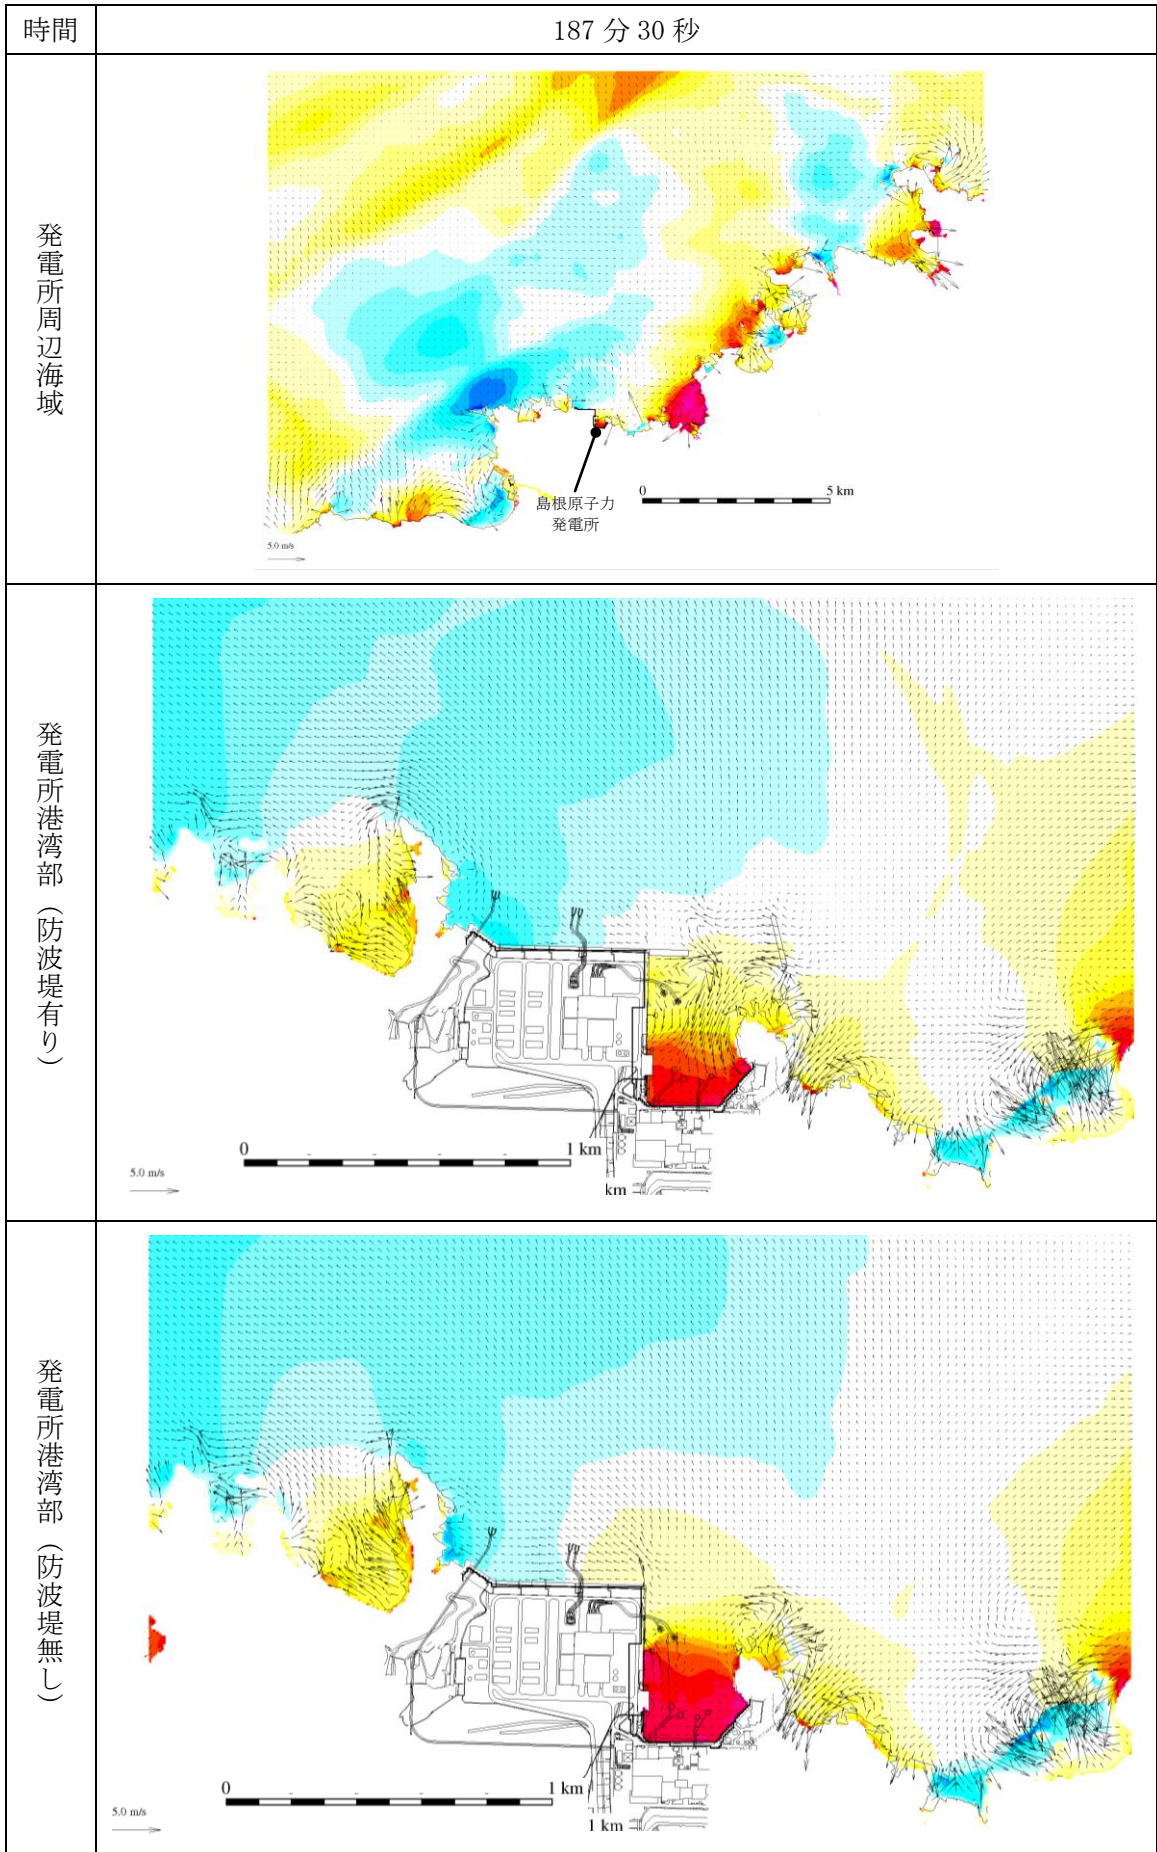 時間
187 分 30 秒
発電所周辺海域
島根原子力
発電所
0 5 km
5.0 m/s
発電所港湾部（防波堤有り）
0 1 km
5.0 m/s
km
発電所港湾部（防波堤無し）
0 1 km
5.0 m/s
1 km